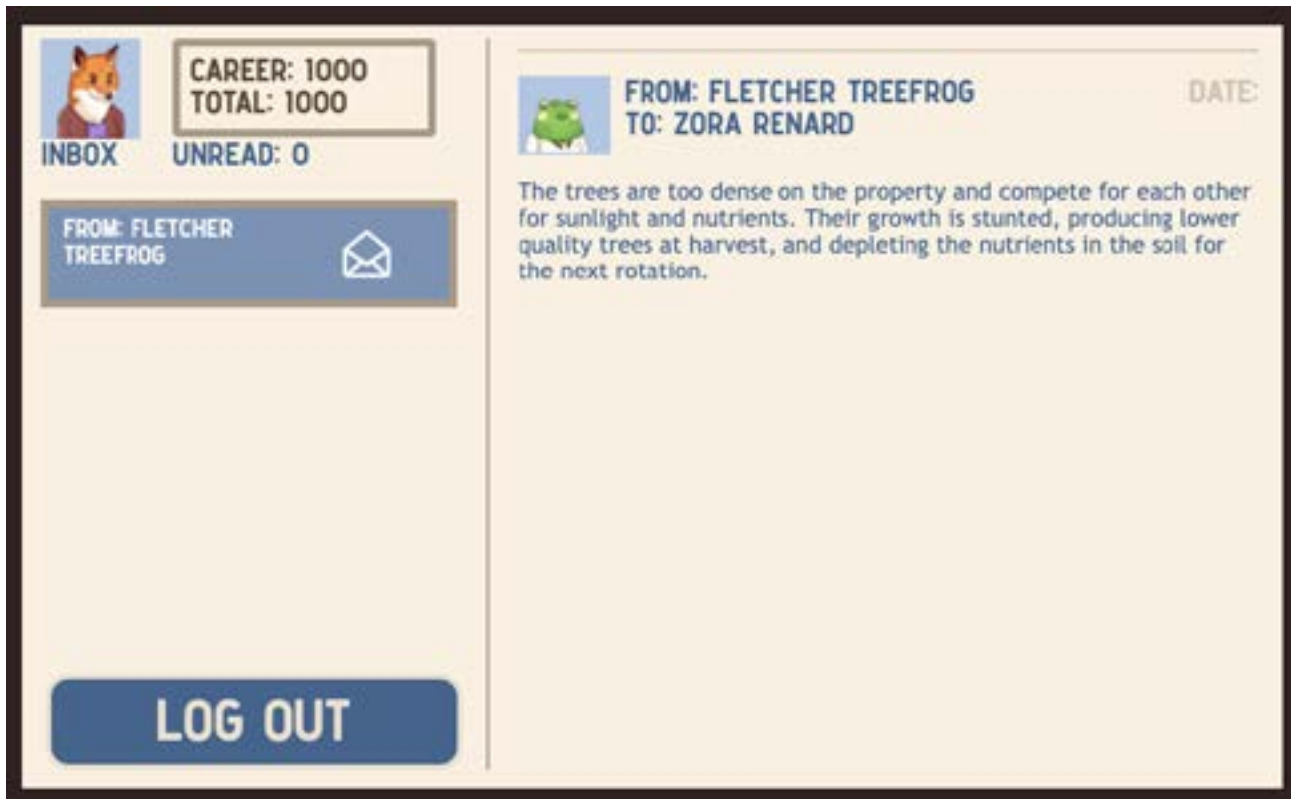 CAREER: 1000
TOTAL: 1000
INBOX
UNREAD: 0
FROM: FLETCHER
TREEFROG
LOG OUT
FROM: FLETCHER TREEFROG
TO: ZORA RENARD
DATE:
The trees are too dense on the property and compete for each other
for sunlight and nutrients. Their growth is stunted, producing lower
quality trees at harvest, and depleting the nutrients in the soil for
the next rotation.